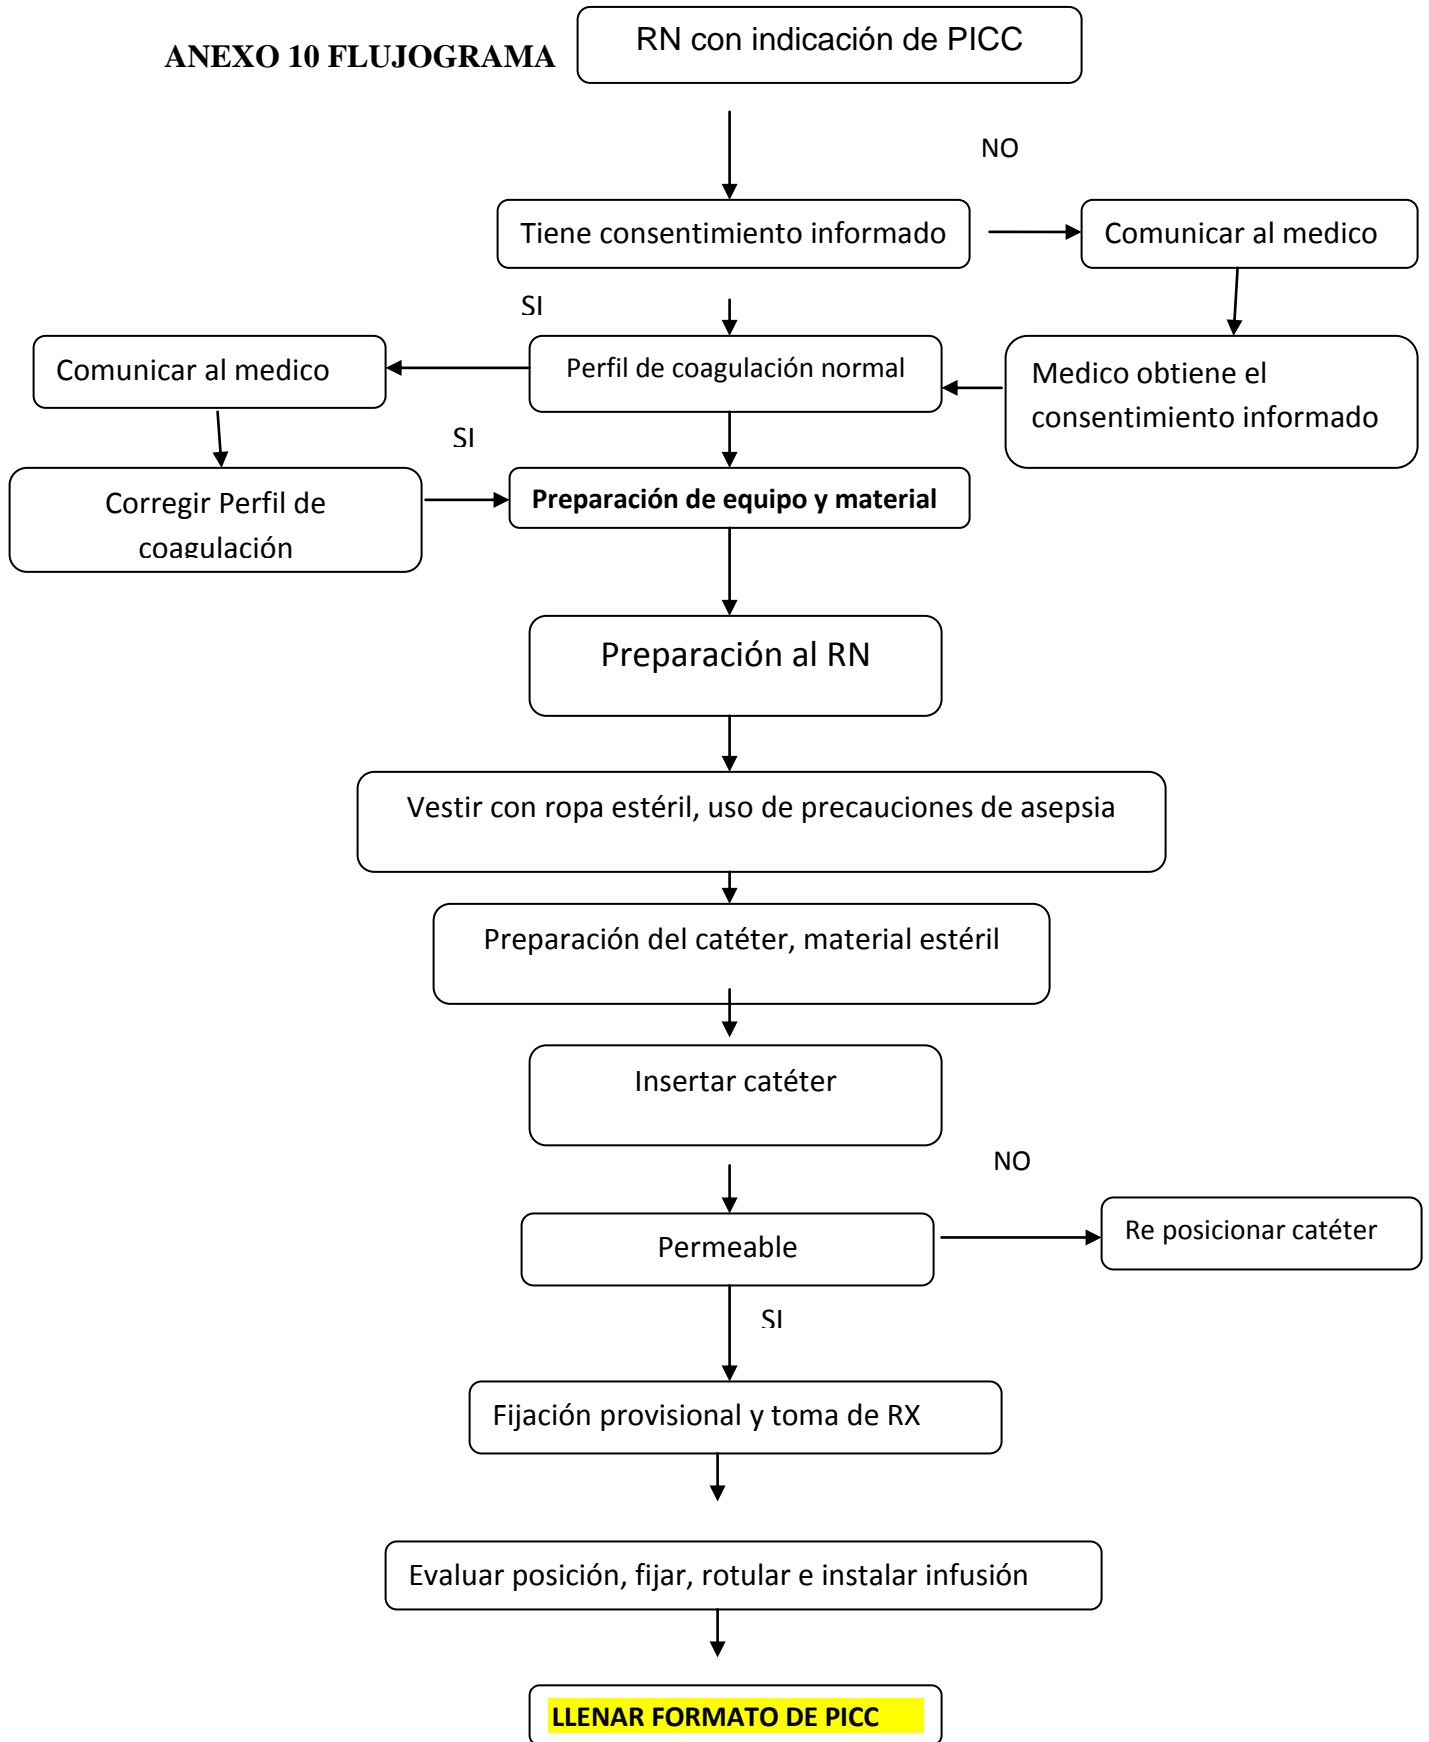 RN con indicación de PICC
ANEXO 10 FLUJOGRAMA
NO
Tiene consentimiento informado
Comunicar al medico
SI
Comunicar al medico
Perfil de coagulación normal
Medico obtiene el
consentimiento informado
SI
Corregir Perfil de
coagulación
Preparación de equipo y material
Preparación al RN
Vestir con ropa estéril, uso de precauciones de asepsia
Preparación del catéter, material estéril
Insertar catéter
NO
Permeable
Re posicionar catéter
SI
Fijación provisional y toma de RX
Evaluar posición, fijar, rotular e instalar infusión
LLENAR FORMATO DE PICC